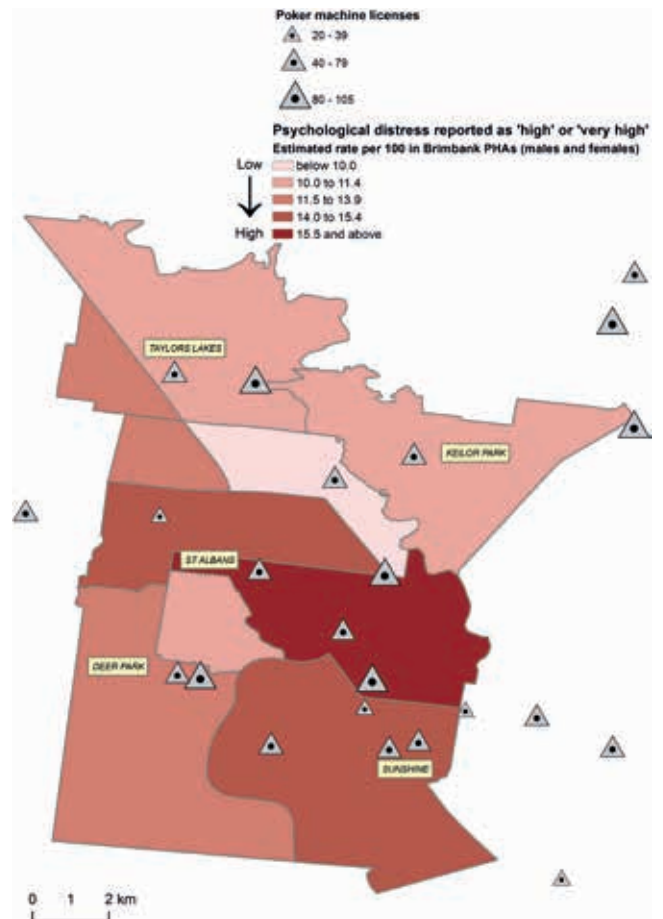 Poker machine licenses
20 - 39
40 - 79
80 - 105
Psychological distress reported as 'high' or 'very high'
Estimated rate per 100 in Brimbank PHAs (males and females)
Low
below 10.0
10.0 to 11.4
11.5 to 13.9
14.0 to 15.4
High
15.5 and above
TAYLORS LAKES
KEILOR PARK
ST ALBANS
DEER PARK
SUNSHINE
0 1 2 km